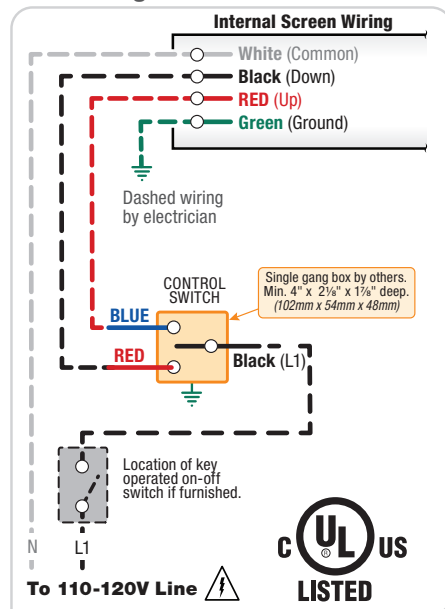 Internal Screen Wiring
White (Common)
Black (Down)
RED (Up)
Green (Ground)
Dashed wiring
by electrician
Single gang box by others.
Min. 4" x 2⅛" x 1⅞" deep.
(102mm x 54mm x 48mm)
CONTROL
SWITCH
BLUE
RED
Black (L1)
Location of key
operated on-off
switch if furnished.
N
L1
To 110-120V Line
C UL ® US
LISTED